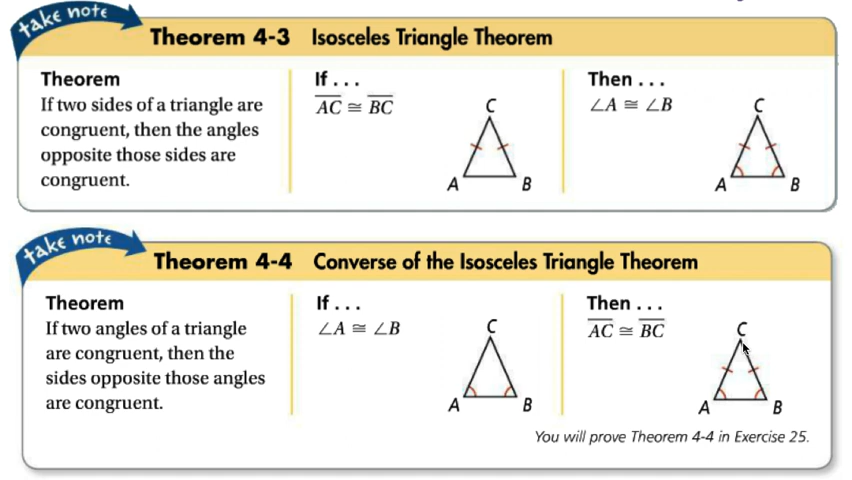 take note
Theorem 4-3 Isosceles Triangle Theorem
Theorem
If two sides of a triangle are
congruent, then the angles
opposite those sides are
congruent.
If . . .
AC ≅ BC
C
A B
Then . . .
∠A ≅ ∠B
C
A B
take note
Theorem 4-4 Converse of the Isosceles Triangle Theorem
Theorem
If two angles of a triangle
are congruent, then the
sides opposite those angles
are congruent.
If . . .
∠A ≅ ∠B
C
A B
Then . . .
AC ≅ BC
C
A B
You will prove Theorem 4-4 in Exercise 25.